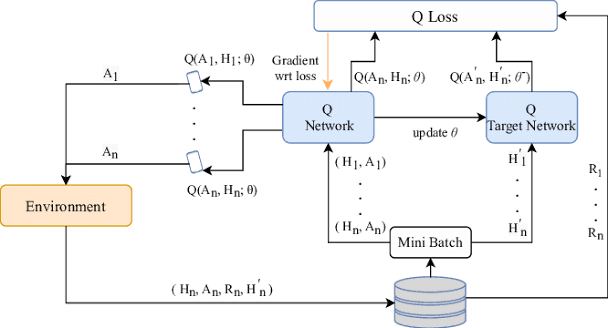 Q Loss
Gradient
wrt loss
Q(A₁, H₁; θ)
Q(Aₙ, Hₙ; θ)
Q(A′ₙ, H′ₙ; θ⁻)
A₁
Q
Network
update θ
Q
Target Network
Aₙ
Q(Aₙ, Hₙ; θ)
(H₁, A₁)
H′₁
R₁
Environment
(Hₙ, Aₙ)
H′ₙ
Rₙ
Mini Batch
(Hₙ, Aₙ, Rₙ, H′ₙ)